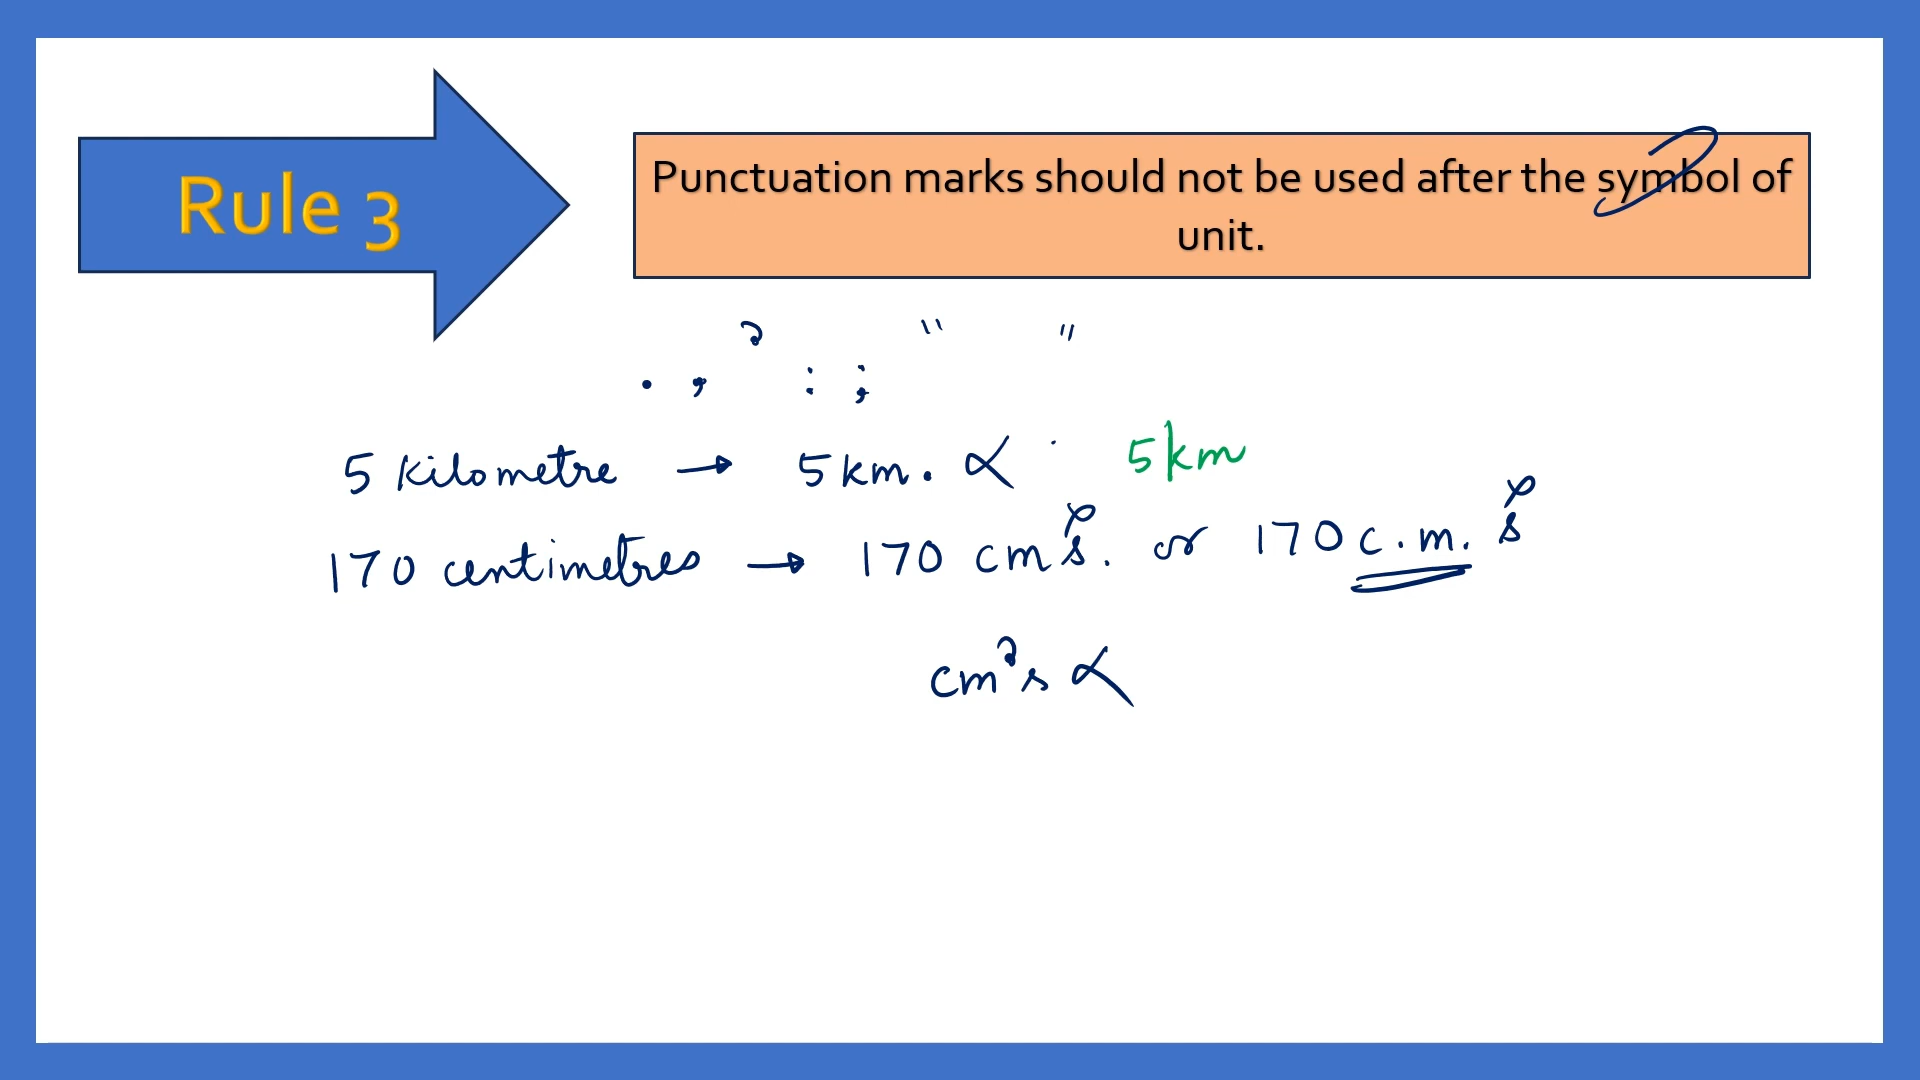 Rule 3
Punctuation marks should not be used after the symbol of
unit.
? " "
. , : ;
5 kilometre → 5 km. 5 km
170 centimetres → 170 cm s. or 170 c.m. s
cm²s